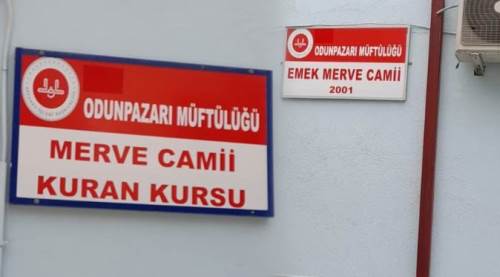 ODUNPAZARI MÜFTÜLÜĞÜ
MERVE CAMİİ
KURAN KURSU
ODUNPAZARI MÜFTÜLÜĞÜ
EMEK MERVE CAMİİ
2001